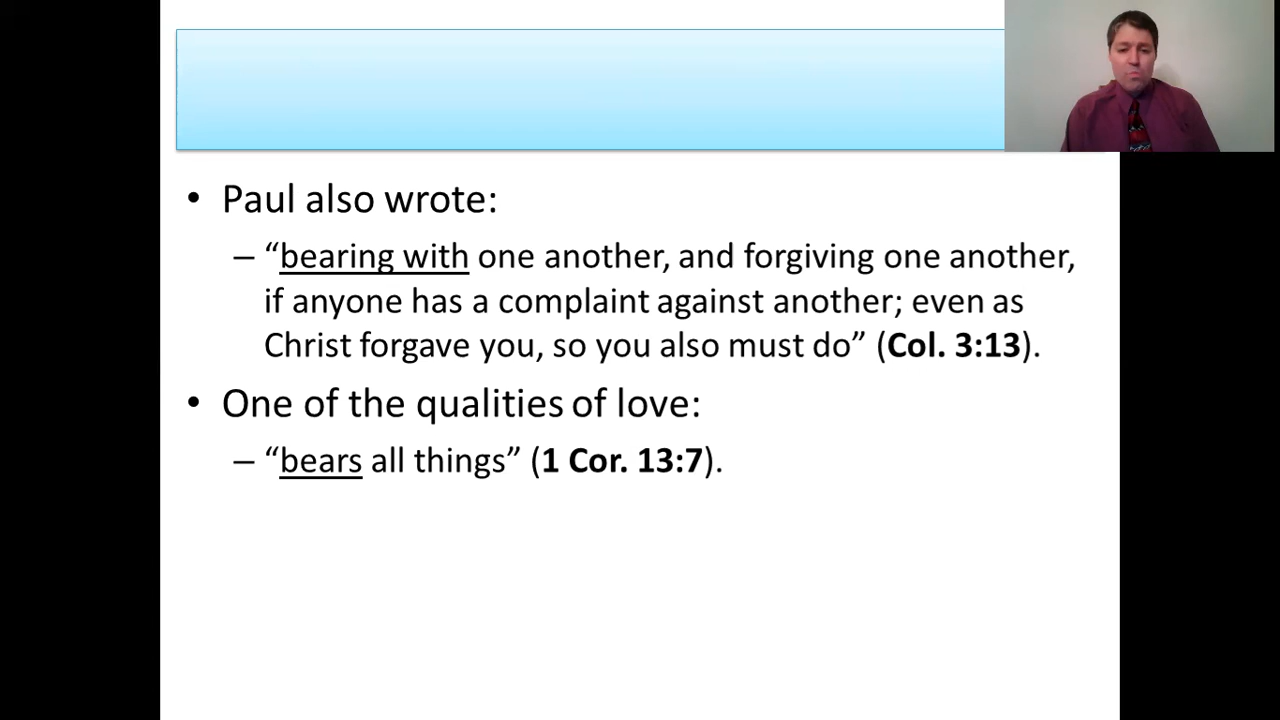 • Paul also wrote:
– “bearing with one another, and forgiving one another,
if anyone has a complaint against another; even as
Christ forgave you, so you also must do” (Col. 3:13).
• One of the qualities of love:
– “bears all things” (1 Cor. 13:7).